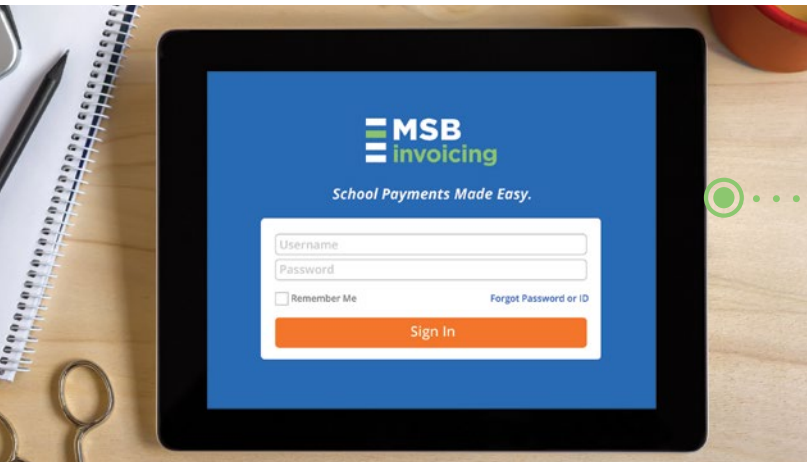 MSB
invoicing
School Payments Made Easy.
Username
Password
Remember Me Forgot Password or ID
Sign In